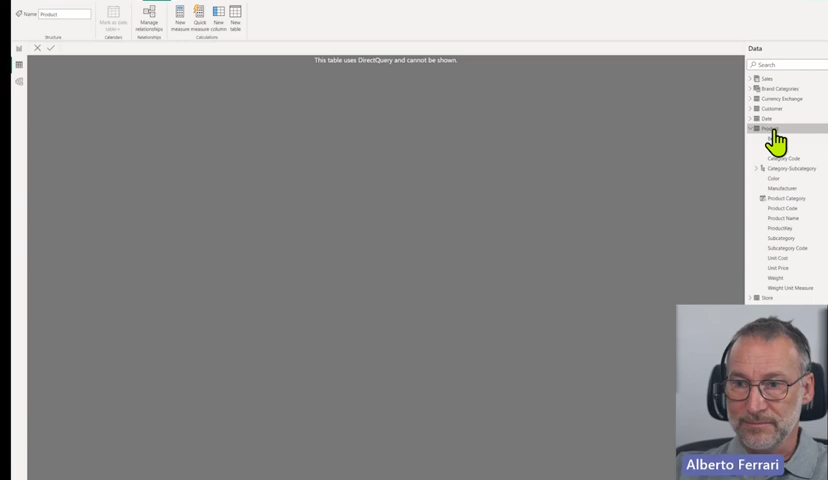 Name Product
Mark as date table
Manage relationships
New measure
Quick measure
New column
New table
Structure
Calendars
Relationships
Calculations
This table uses DirectQuery and cannot be shown.
Data
Search
Sales
Brand Categories
Currency Exchange
Customer
Date
Product
Category Code
Category-Subcategory
Color
Manufacturer
Product Category
Product Code
Product Name
ProductKey
Subcategory
Subcategory Code
Unit Cost
Unit Price
Weight
Weight Unit Measure
Store
Alberto Ferrari